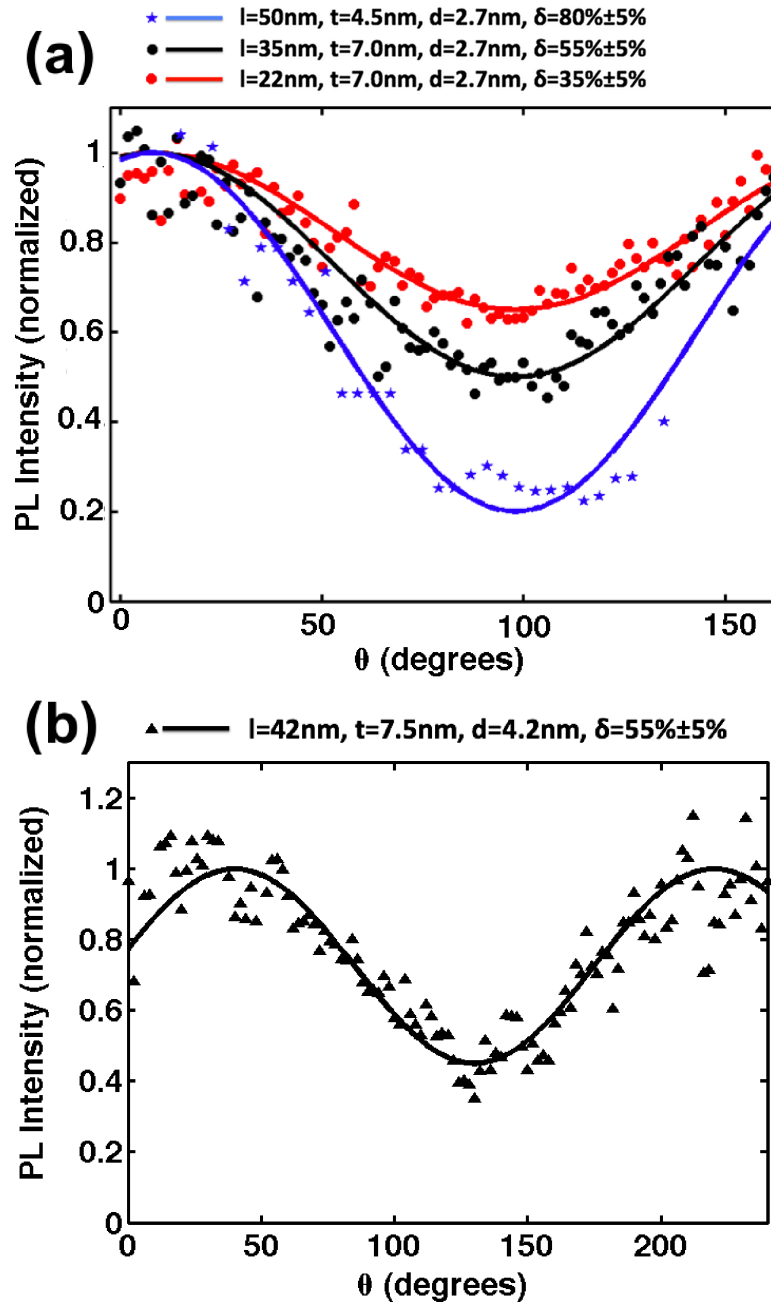 (a)
l=50nm, t=4.5nm, d=2.7nm, δ=80%±5%
l=35nm, t=7.0nm, d=2.7nm, δ=55%±5%
l=22nm, t=7.0nm, d=2.7nm, δ=35%±5%
PL Intensity (normalized)
1
0.8
0.6
0.4
0.2
0
0 50 100 150
θ (degrees)
(b)
l=42nm, t=7.5nm, d=4.2nm, δ=55%±5%
PL Intensity (normalized)
1.2
1
0.8
0.6
0.4
0.2
0
0 50 100 150 200
θ (degrees)